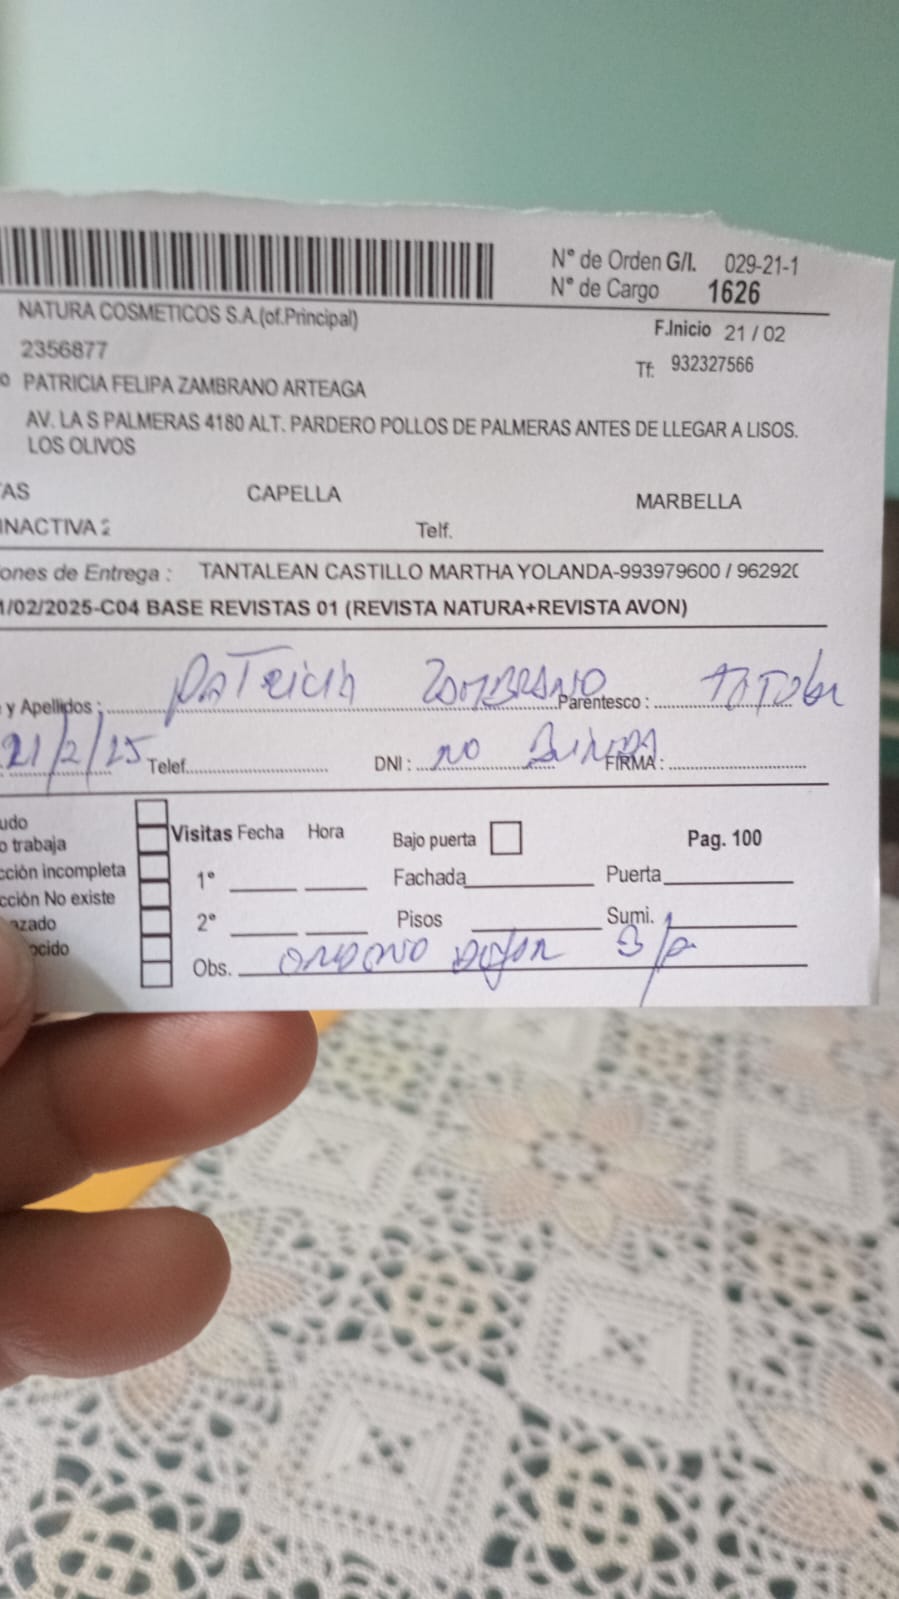 N° de Orden G/I. 029-21-1
N° de Cargo 1626
NATURA COSMETICOS S.A.(of.Principal)
F.Inicio 21 / 02
2356877
Tf: 932327566
o PATRICIA FELIPA ZAMBRANO ARTEAGA
AV. LA S PALMERAS 4180 ALT. PARDERO POLLOS DE PALMERAS ANTES DE LLEGAR A LISOS.
LOS OLIVOS
TAS CAPELLA MARBELLA
INACTIVA 2 Telf.
ones de Entrega : TANTALEAN CASTILLO MARTHA YOLANDA-993979600 / 962920
1/02/2025-C04 BASE REVISTAS 01 (REVISTA NATURA+REVISTA AVON)
y Apellidos : PATRICIA ZAMBRANO Parentesco : TITULAR
21/2/25 Telef. DNI : NO BRINDA FIRMA :
udo
o trabaja
Visitas Fecha Hora Bajo puerta Pag. 100
cción incompleta
1° Fachada Puerta
cción No existe
2° Pisos Sumi.
azado
ocido
Obs. DEJAR S/P